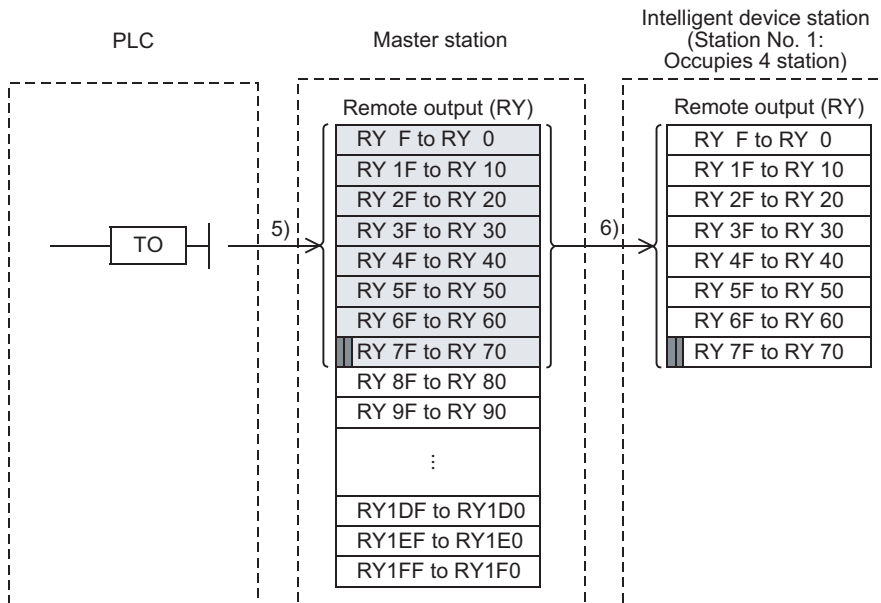 PLC
Master station
Intelligent device station
(Station No. 1:
Occupies 4 station)
TO
5)
Remote output (RY)
RY F to RY 0
RY 1F to RY 10
RY 2F to RY 20
RY 3F to RY 30
RY 4F to RY 40
RY 5F to RY 50
RY 6F to RY 60
RY 7F to RY 70
RY 8F to RY 80
RY 9F to RY 90
⋮
RY1DF to RY1D0
RY1EF to RY1E0
RY1FF to RY1F0
6)
Remote output (RY)
RY F to RY 0
RY 1F to RY 10
RY 2F to RY 20
RY 3F to RY 30
RY 4F to RY 40
RY 5F to RY 50
RY 6F to RY 60
RY 7F to RY 70